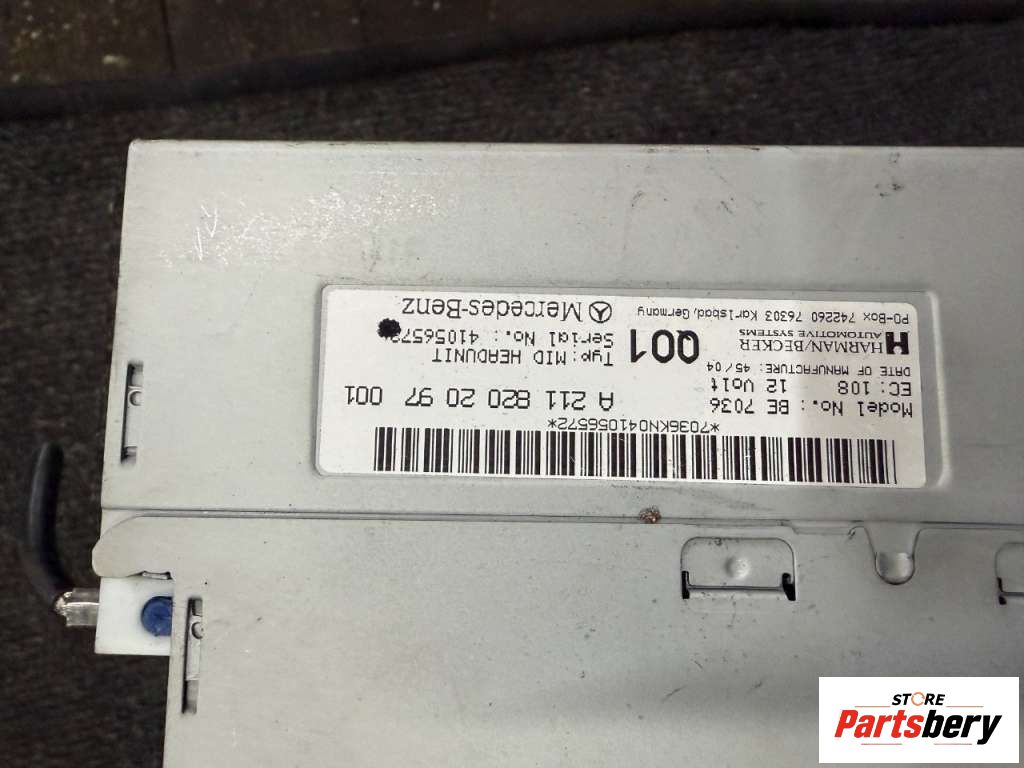 *7036KN041056572*
Model No.: BE 7036
A 211 820 20 97 001
EC: 108 12 Volt
DATE OF MANUFACTURE: 45/04
Typ: MID HEADUNIT
Serial No.: 41056572
HARMAN/BECKER
AUTOMOTIVE SYSTEMS
Q01
PO-Box 742260 76303 Karlsbad, Germany
Mercedes-Benz
STORE
Partsbery